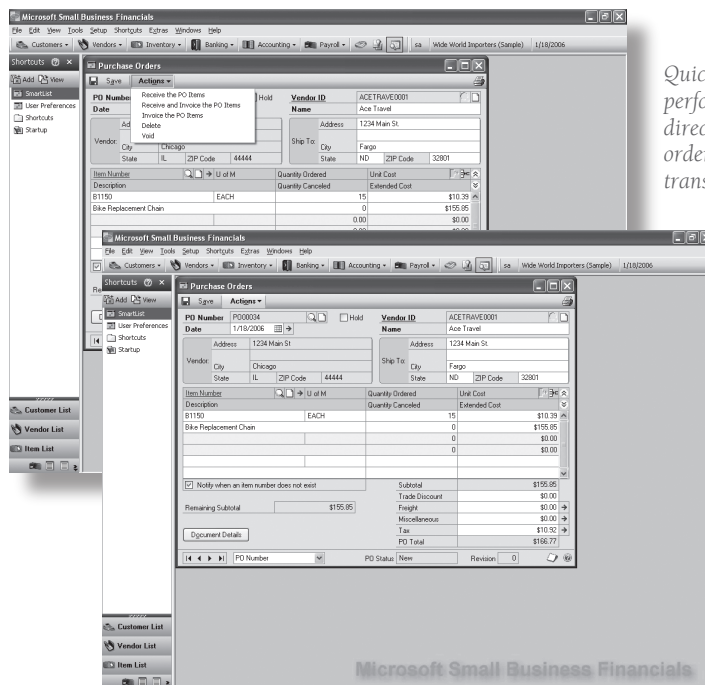 Microsoft Small Business Financials
File Edit View Tools Setup Shortcuts Extras Windows Help
Customers Vendors Inventory Banking Accounting Payroll sa Wide World Importers (Sample) 1/18/2006
Shortcuts
Add View
SmartList
User Preferences
Shortcuts
Startup
Purchase Orders
Save Actions
Receive the PO Items
Receive and Invoice the PO Items
Invoice the PO Items
Delete
Void
PO Number Hold Vendor ID ACETRAVE0001
Date Name Ace Travel
Address 1234 Main St.
Vendor: Ship To:
City Chicago City Fargo
State IL ZIP Code 44444 State ND ZIP Code 32801
Item Number U of M Quantity Ordered Unit Cost
Description Quantity Canceled Extended Cost
B1150 EACH 15 $10.39
Bike Replacement Chain 0 $155.85
0.00 $0.00
Customer List
Vendor List
Item List
Microsoft Small Business Financials
File Edit View Tools Setup Shortcuts Extras Windows Help
Customers Vendors Inventory Banking Accounting Payroll sa Wide World Importers (Sample) 1/18/2006
Shortcuts
Add View
SmartList
User Preferences
Shortcuts
Startup
Purchase Orders
Save Actions
PO Number PO00034 Hold Vendor ID ACETRAVE0001
Date 1/18/2006 Name Ace Travel
Address 1234 Main St Address 1234 Main St.
Vendor: Ship To:
City Chicago City Fargo
State IL ZIP Code 44444 State ND ZIP Code 32801
Item Number U of M Quantity Ordered Unit Cost
Description Quantity Canceled Extended Cost
B1150 EACH 15 $10.39
Bike Replacement Chain 0 $155.85
0 $0.00
0 $0.00
Notify when an item number does not exist Subtotal $155.85
Trade Discount $0.00
Remaining Subtotal $155.85 Freight $0.00
Miscellaneous $0.00
Document Details Tax $10.92
PO Total $166.77
PO Number PO Status New Revision 0
Customer List
Vendor List
Item List
Microsoft Small Business Financials
Quic
perfo
direc
order
trans